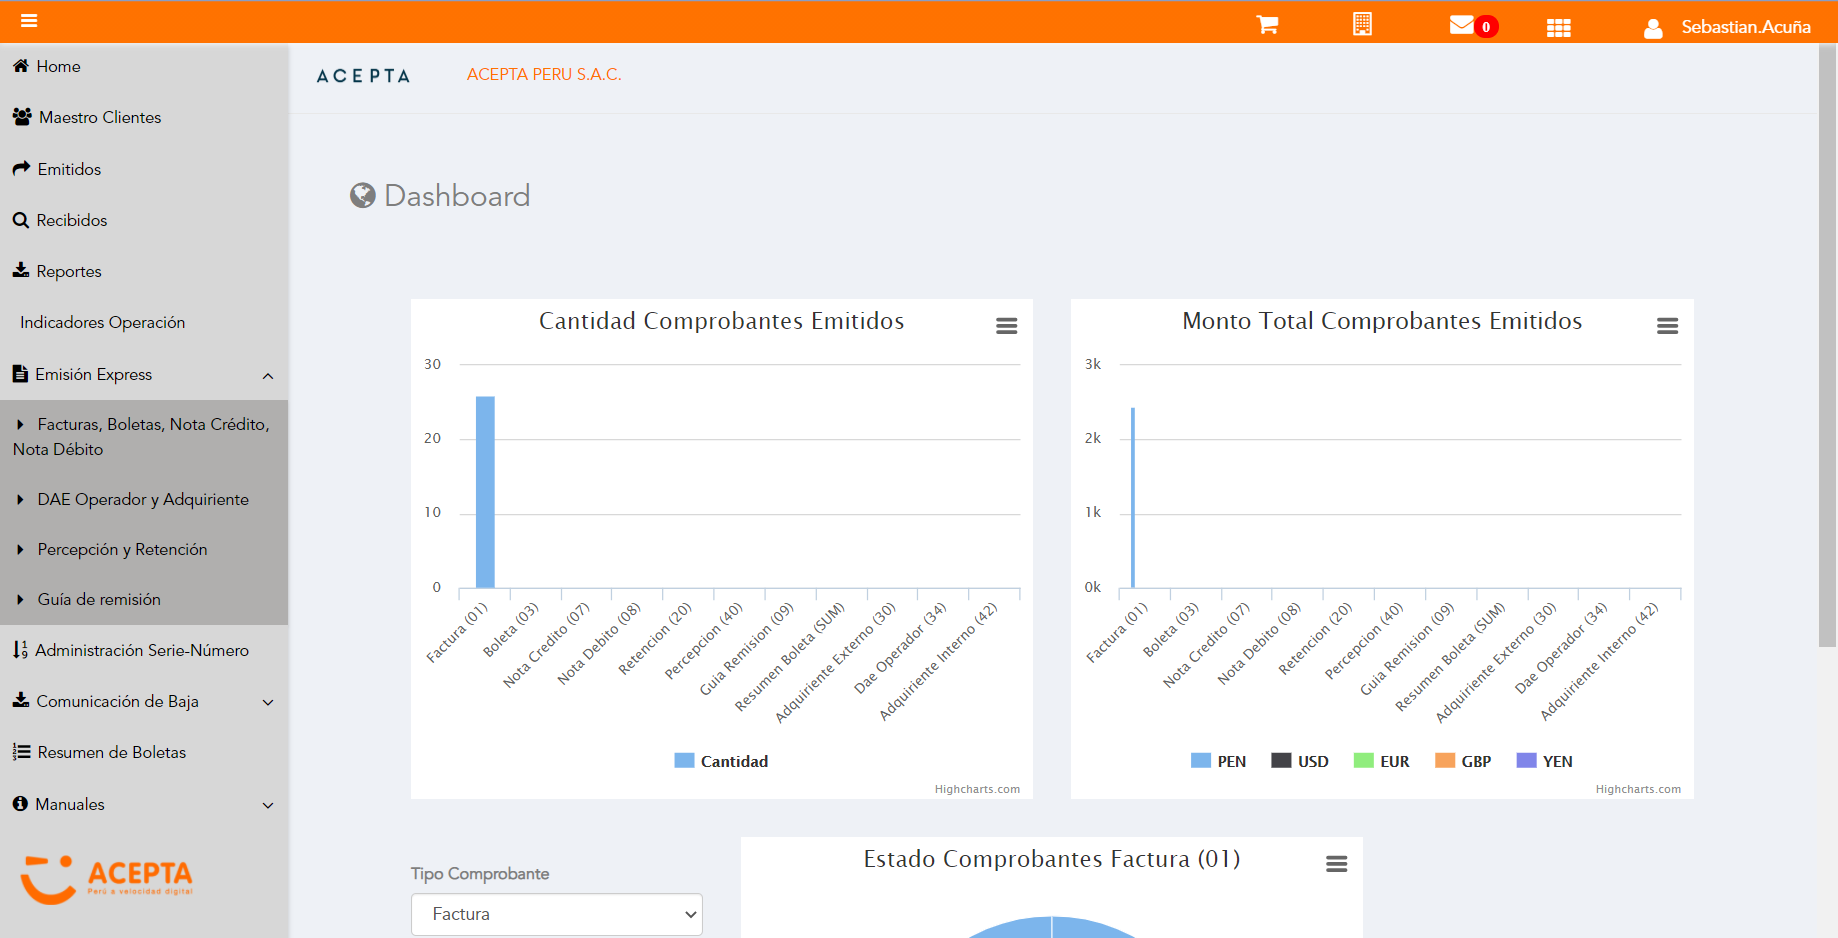 0
Sebastian.Acuña
Home
Maestro Clientes
Emitidos
Recibidos
Reportes
Indicadores Operación
Emisión Express
Facturas, Boletas, Nota Crédito,
Nota Débito
DAE Operador y Adquiriente
Percepción y Retención
Guía de remisión
Administración Serie-Número
Comunicación de Baja
Resumen de Boletas
Manuales
ACEPTA
Perú a velocidad digital
ACEPTA
ACEPTA PERU S.A.C.
Dashboard
Cantidad Comprobantes Emitidos
30
20
10
0
Factura (01)
Boleta (03)
Nota Credito (07)
Nota Debito (08)
Retencion (20)
Percepcion (40)
Guia Remision (09)
Resumen Boleta (SUM)
Adquiriente Externo (30)
Dae Operador (34)
Adquiriente Interno (42)
Cantidad
Highcharts.com
Monto Total Comprobantes Emitidos
3k
2k
1k
0k
Factura (01)
Boleta (03)
Nota Credito (07)
Nota Debito (08)
Retencion (20)
Percepcion (40)
Guia Remision (09)
Resumen Boleta (SUM)
Adquiriente Externo (30)
Dae Operador (34)
Adquiriente Interno (42)
PEN USD EUR GBP YEN
Highcharts.com
Tipo Comprobante
Factura
Estado Comprobantes Factura (01)